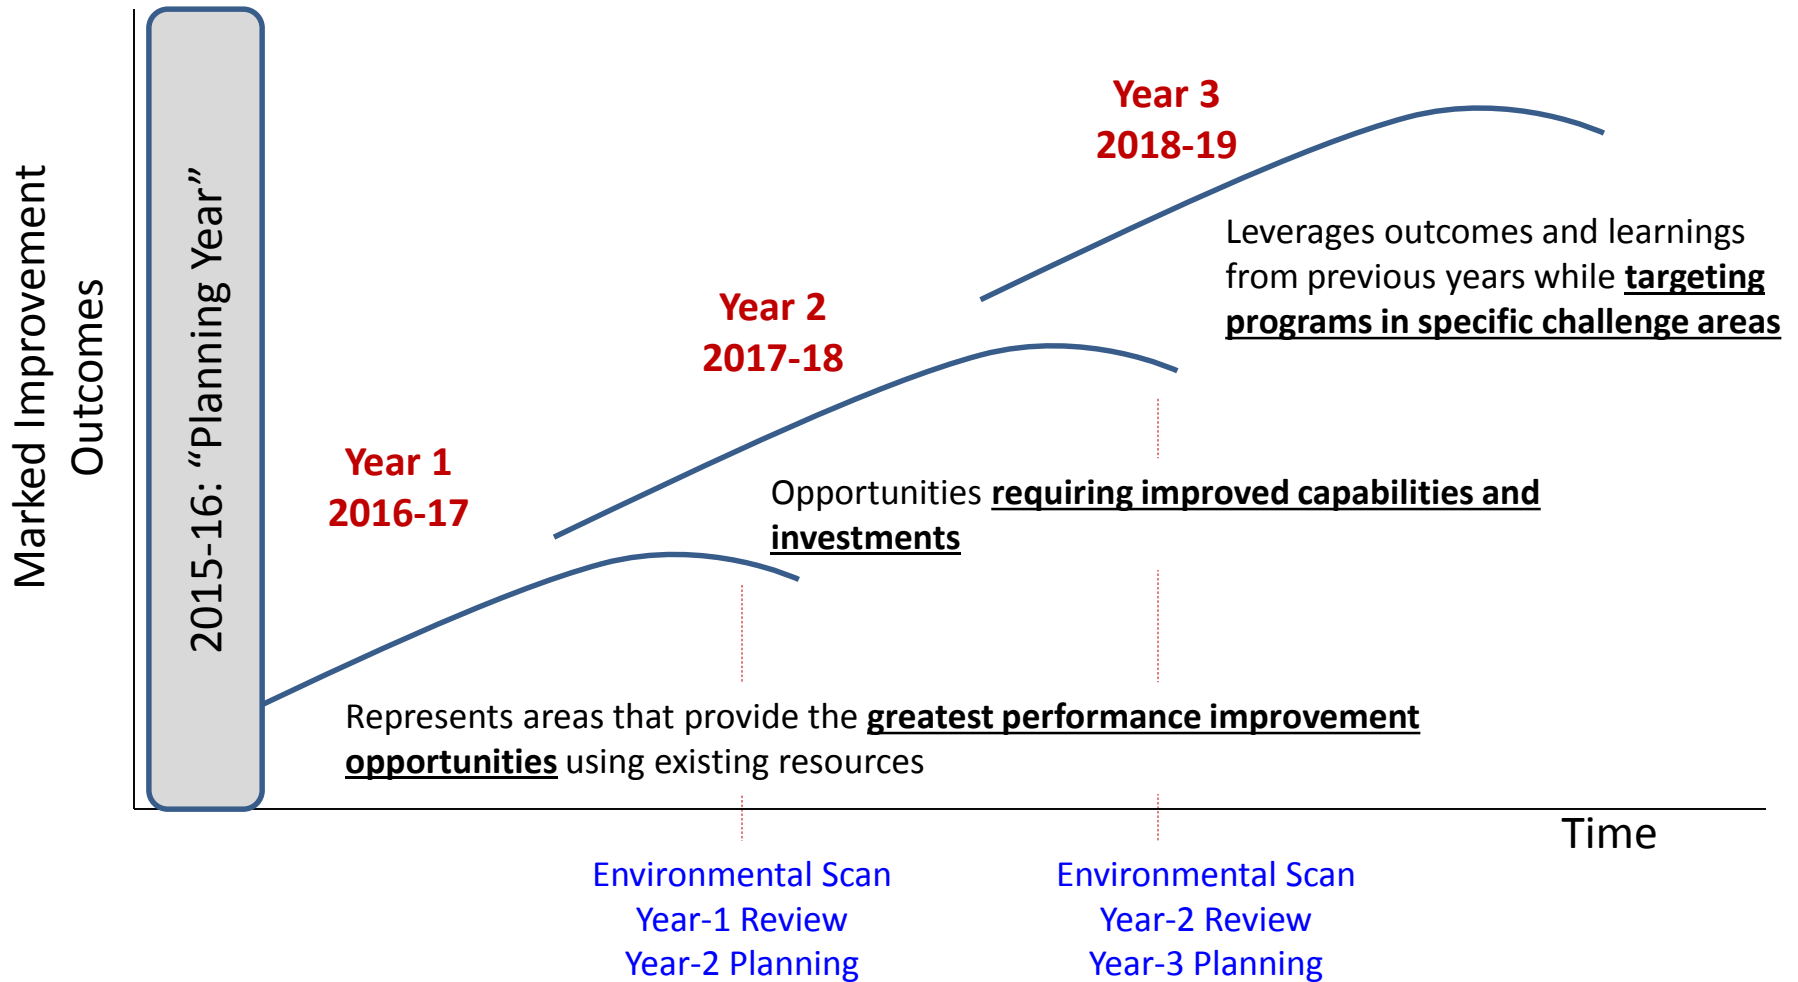 Marked Improvement
Outcomes
2015-16: “Planning Year”
Year 1
2016-17
Year 2
2017-18
Year 3
2018-19
Leverages outcomes and learnings
from previous years while targeting
programs in specific challenge areas
Opportunities requiring improved capabilities and
investments
Represents areas that provide the greatest performance improvement
opportunities using existing resources
Time
Environmental Scan
Year-1 Review
Year-2 Planning
Environmental Scan
Year-2 Review
Year-3 Planning